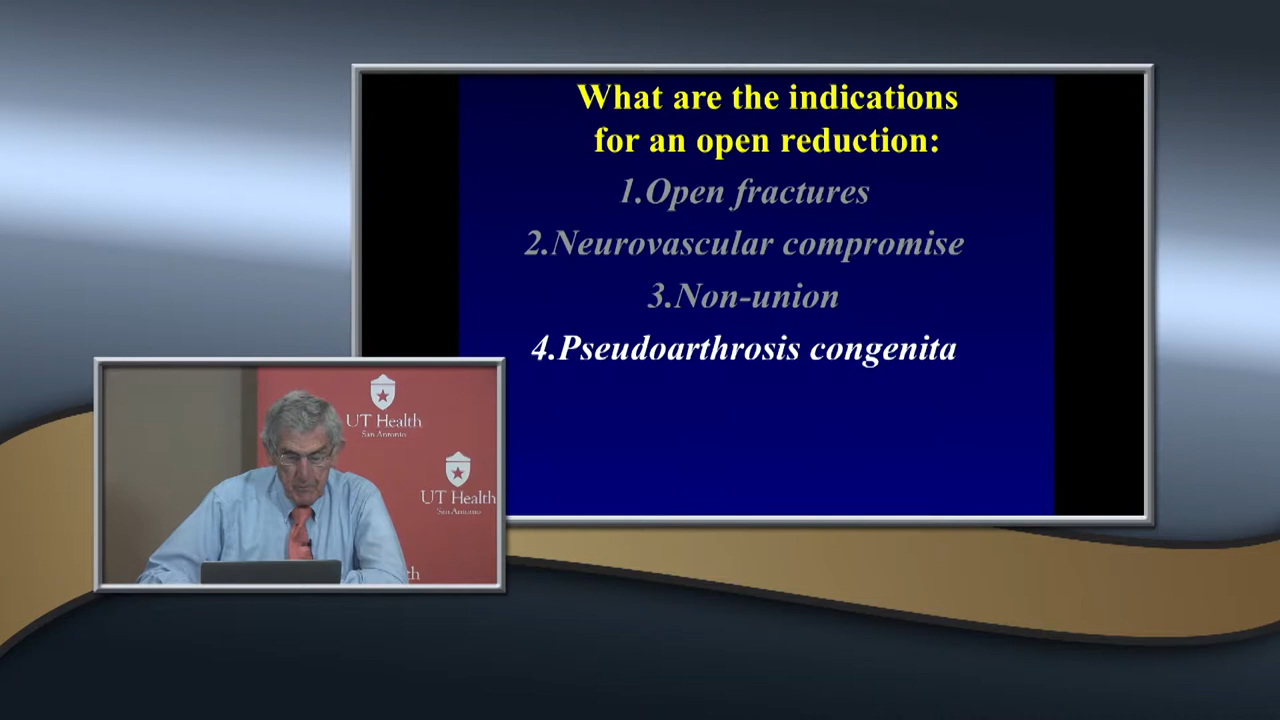 What are the indications
for an open reduction:
1.Open fractures
2.Neurovascular compromise
3.Non-union
4.Pseudoarthrosis congenita
UT Health
San Antonio
UT Health
San Antonio
th